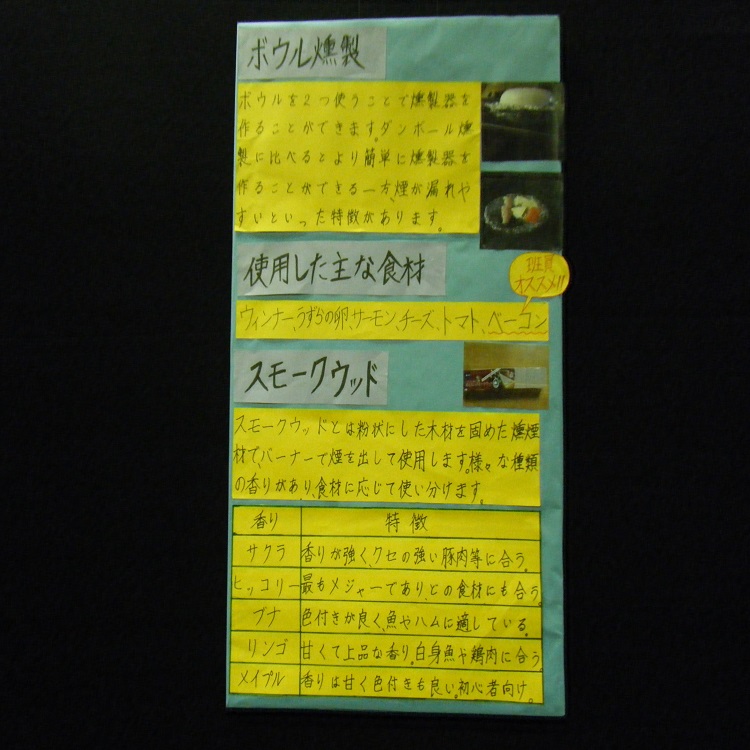 ボウル燻製
ボウルを2つ使うことで燻製器を
作ることができます。ダンボール燻
製に比べるとより簡単に燻製器を
作ることができる一方、煙が漏れや
すいといった特徴があります。
使用した主な食材
班員
オススメ!!
ウィンナー、うずらの卵、サーモン、チーズ、トマト、ベーコン
スモークウッド
スモークウッドとは粉状にした木材を固めた燻煙
材で、バーナーで煙を出して使用します。様々な種類
の香りがあり、食材に応じて使い分けます。
香り 特徴
サクラ 香りが強く、クセの強い豚肉等に合う。
ヒッコリー 最もメジャーであり、どの食材にも合う。
ブナ 色付きが良く、魚やハムに適している。
リンゴ 甘くて上品な香り。白身魚や鶏肉に合う
メイプル 香りは甘く色付きも良い。初心者向け。